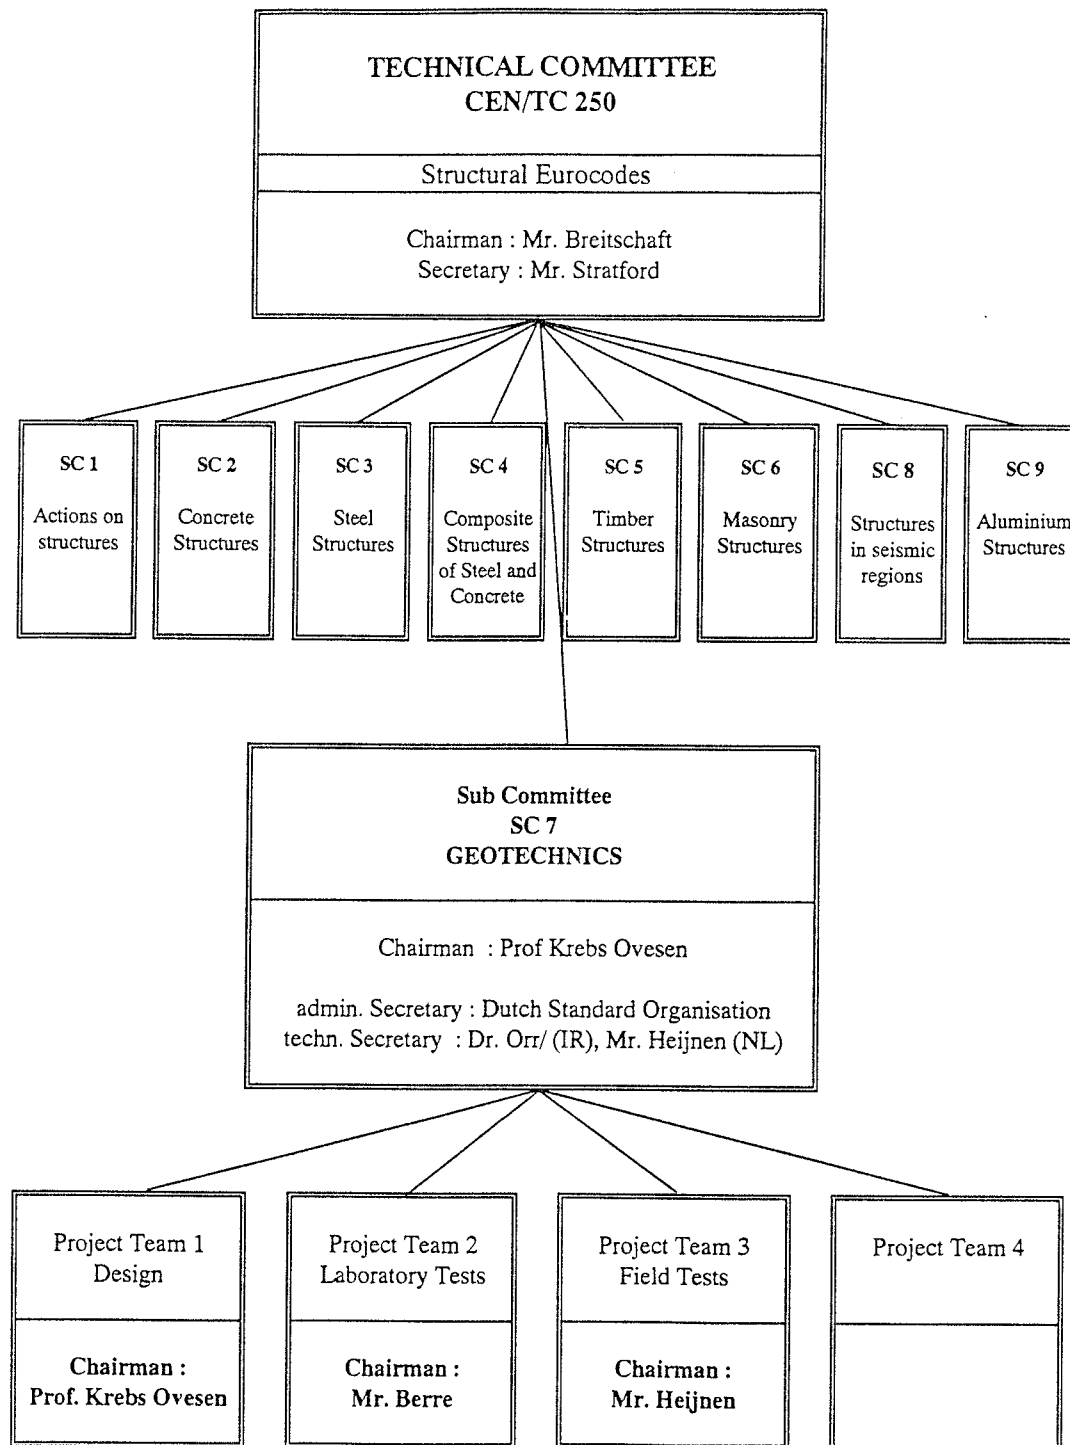 TECHNICAL COMMITTEE
CEN/TC 250
Structural Eurocodes
Chairman : Mr. Breitschaft
Secretary : Mr. Stratford
SC 1
Actions on
structures
SC 2
Concrete
Structures
SC 3
Steel
Structures
SC 4
Composite
Structures
of Steel and
Concrete
SC 5
Timber
Structures
SC 6
Masonry
Structures
SC 8
Structures
in seismic
regions
SC 9
Aluminium
Structures
Sub Committee
SC 7
GEOTECHNICS
Chairman : Prof Krebs Ovesen
admin. Secretary : Dutch Standard Organisation
techn. Secretary : Dr. Orr/ (IR), Mr. Heijnen (NL)
Project Team 1
Design
Chairman :
Prof. Krebs Ovesen
Project Team 2
Laboratory Tests
Chairman :
Mr. Berre
Project Team 3
Field Tests
Chairman :
Mr. Heijnen
Project Team 4